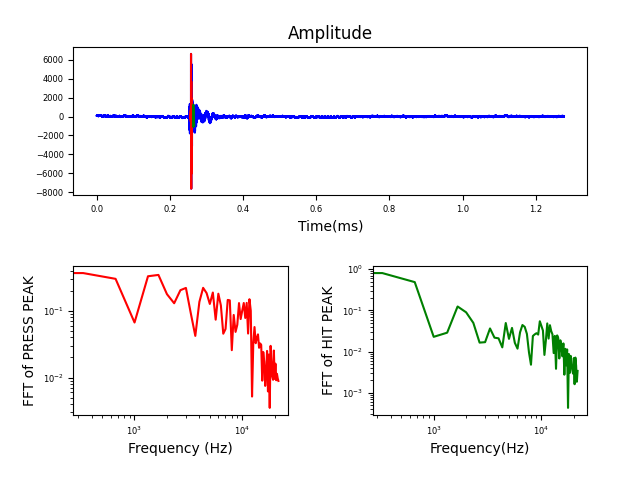 Amplitude
6000
4000
2000
0
−2000
−4000
−6000
−8000
0.0 0.2 0.4 0.6 0.8 1.0 1.2
Time(ms)
FFT of PRESS PEAK
10⁻¹
10⁻²
10³ 10⁴
Frequency (Hz)
FFT of HIT PEAK
10⁰
10⁻¹
10⁻²
10⁻³
10³ 10⁴
Frequency(Hz)